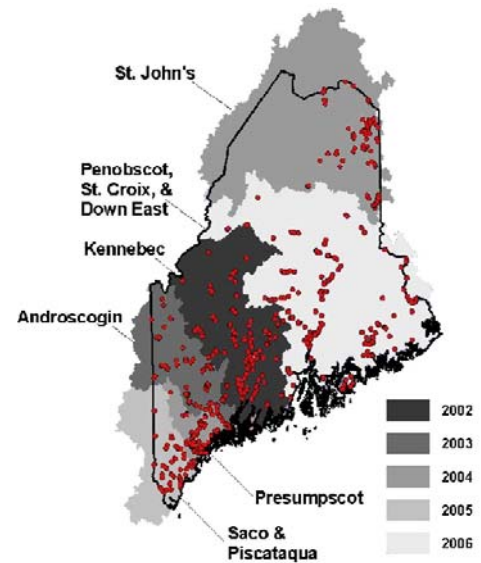 St. John's
Penobscot,
St. Croix, &
Down East
Kennebec
Androscogin
Presumpscot
Saco &
Piscataqua
2002
2003
2004
2005
2006